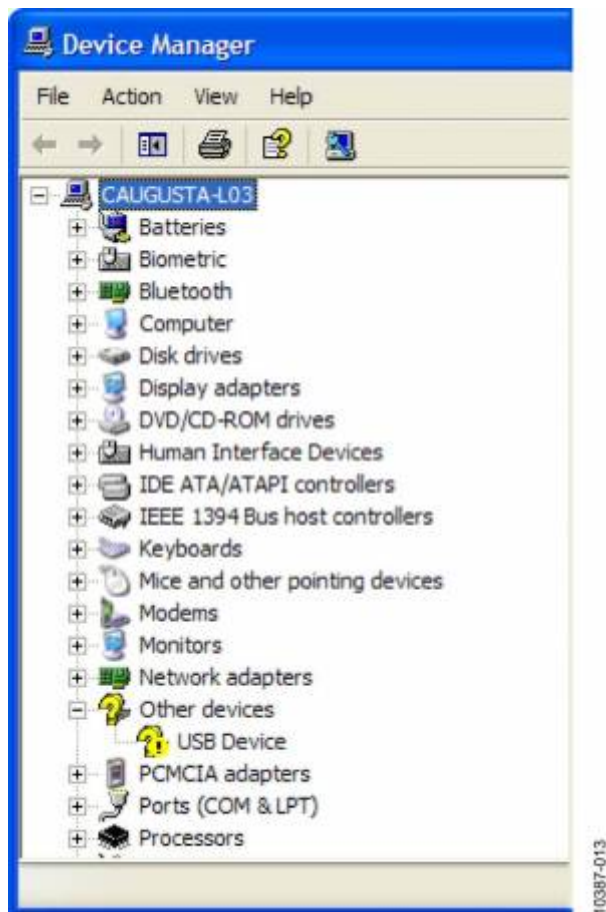 Device Manager
File Action View Help
CAUGUSTA-L03
Batteries
Biometric
Bluetooth
Computer
Disk drives
Display adapters
DVD/CD-ROM drives
Human Interface Devices
IDE ATA/ATAPI controllers
IEEE 1394 Bus host controllers
Keyboards
Mice and other pointing devices
Modems
Monitors
Network adapters
Other devices
USB Device
PCMCIA adapters
Ports (COM & LPT)
Processors
10387-013